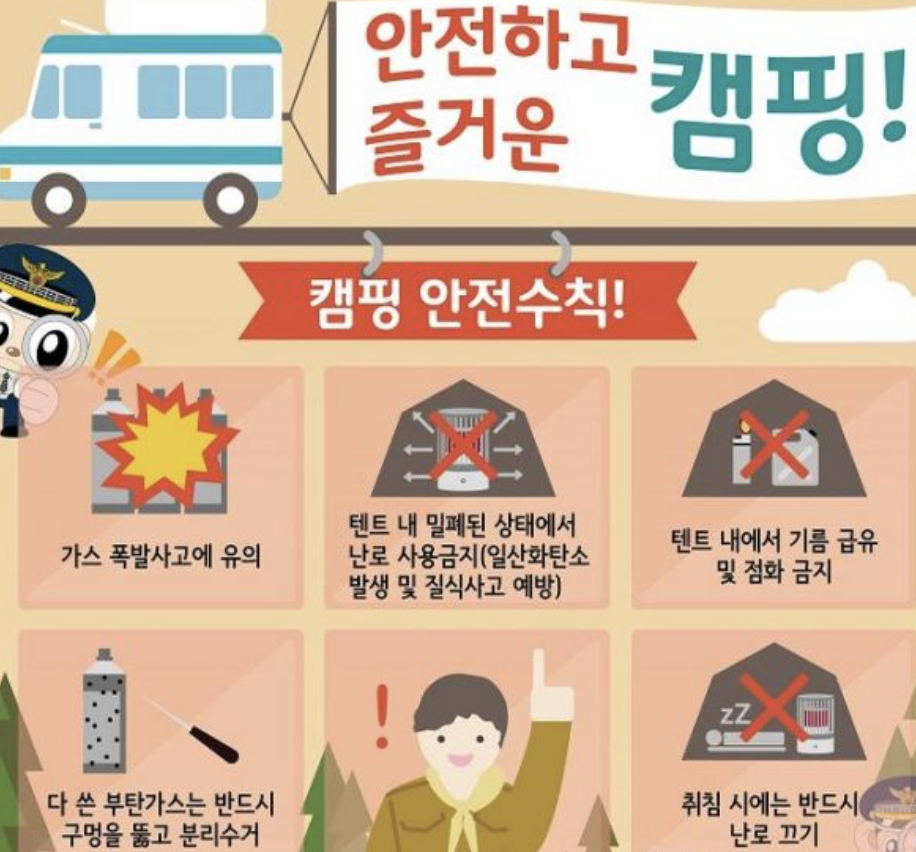 안전하고
즐거운
캠핑!
캠핑 안전수칙!
가스 폭발사고에 유의
텐트 내 밀폐된 상태에서
난로 사용금지(일산화탄소
발생 및 질식사고 예방)
텐트 내에서 기름 급유
및 점화 금지
다 쓴 부탄가스는 반드시
구멍을 뚫고 분리수거
!
zZ
취침 시에는 반드시
난로 끄기